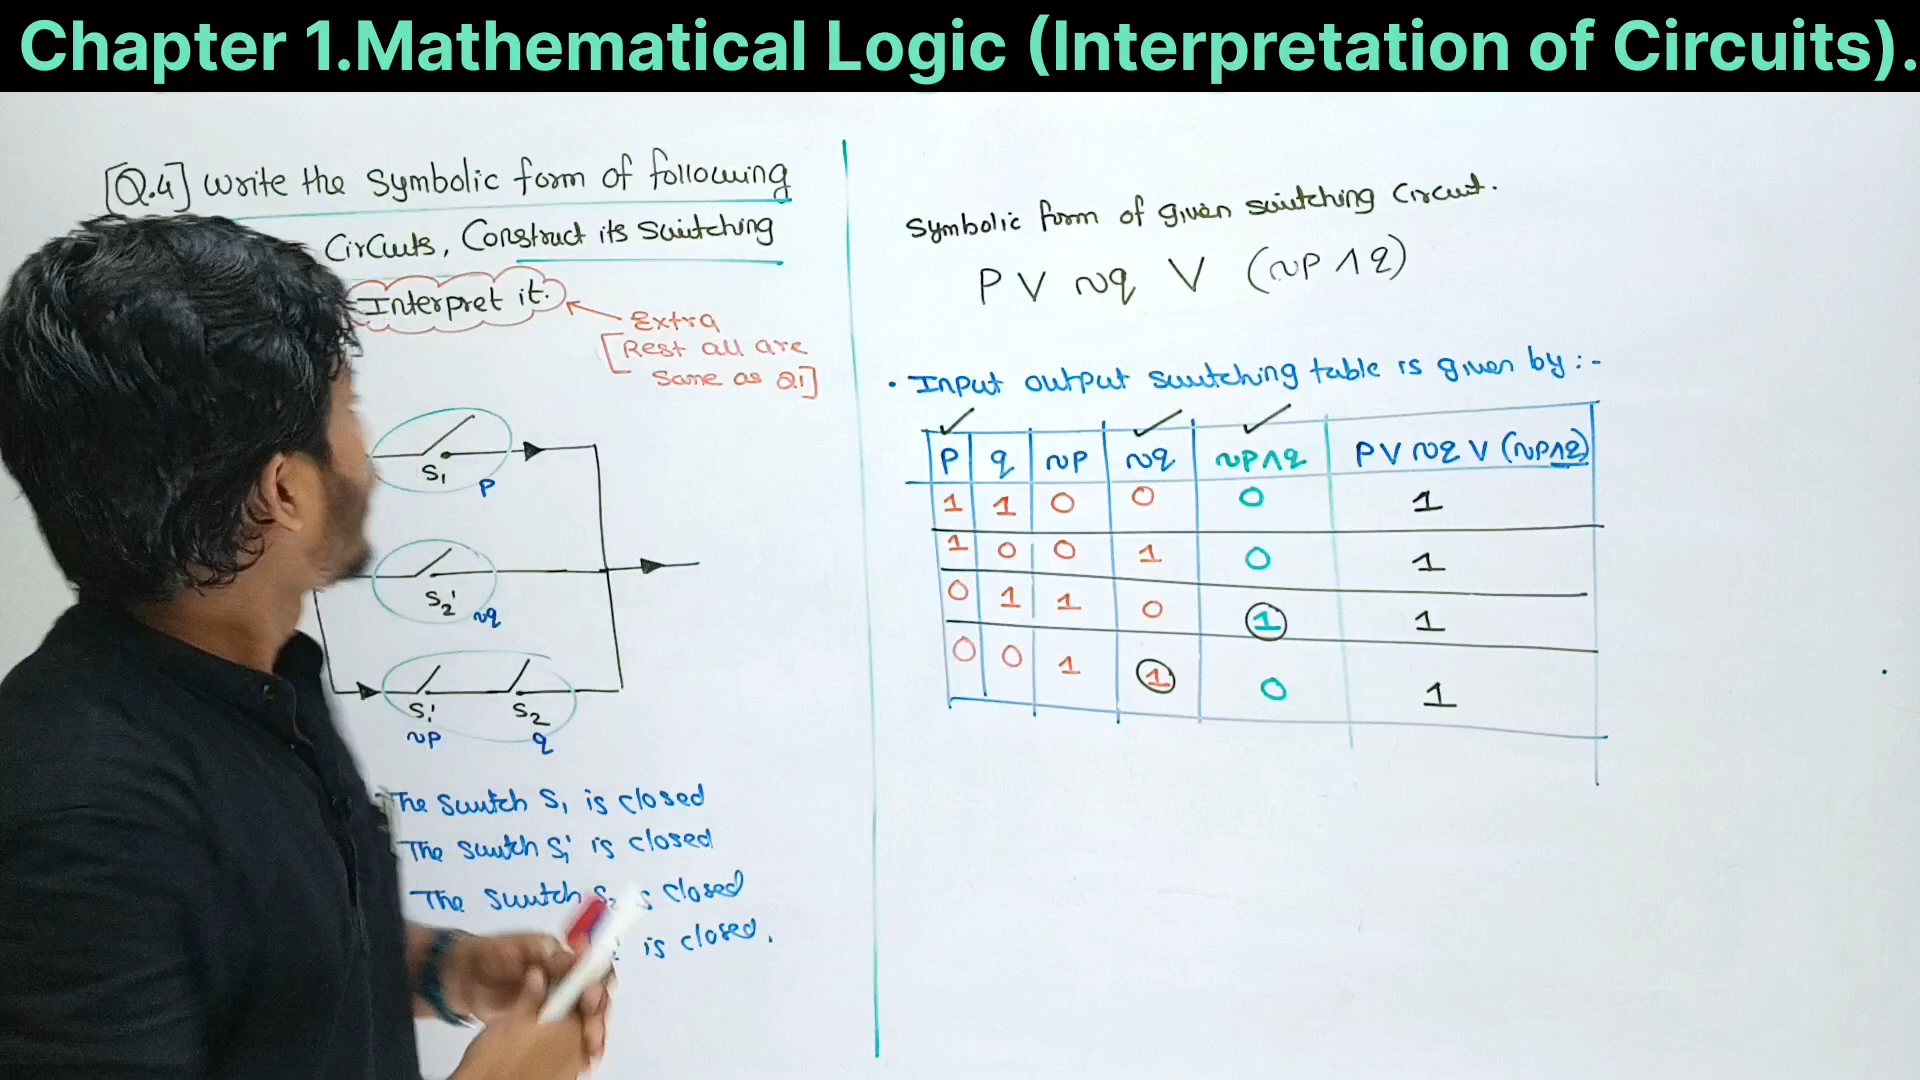 Chapter 1.Mathematical Logic (Interpretation of Circuits).
[Q.4] Write the Symbolic form of following
Circuits, Construct its Switching
Interpret it.
Extra
[Rest all are
Same as Q1]
S₁
p
S₂'
~q
S₁' S₂
~p q
The switch S₁ is closed
The switch S₁' is closed
The switch S₂ is closed
is closed.
Symbolic form of given switching Circuit.
P V ~q V (~P ∧ q)
• Input output switching table is given by :-
P q ~P ~q ~P∧q P V ~q V (~P∧q)
1 1 0 0 0 1
1 0 0 1 0 1
0 1 1 0 1 1
0 0 1 1 0 1